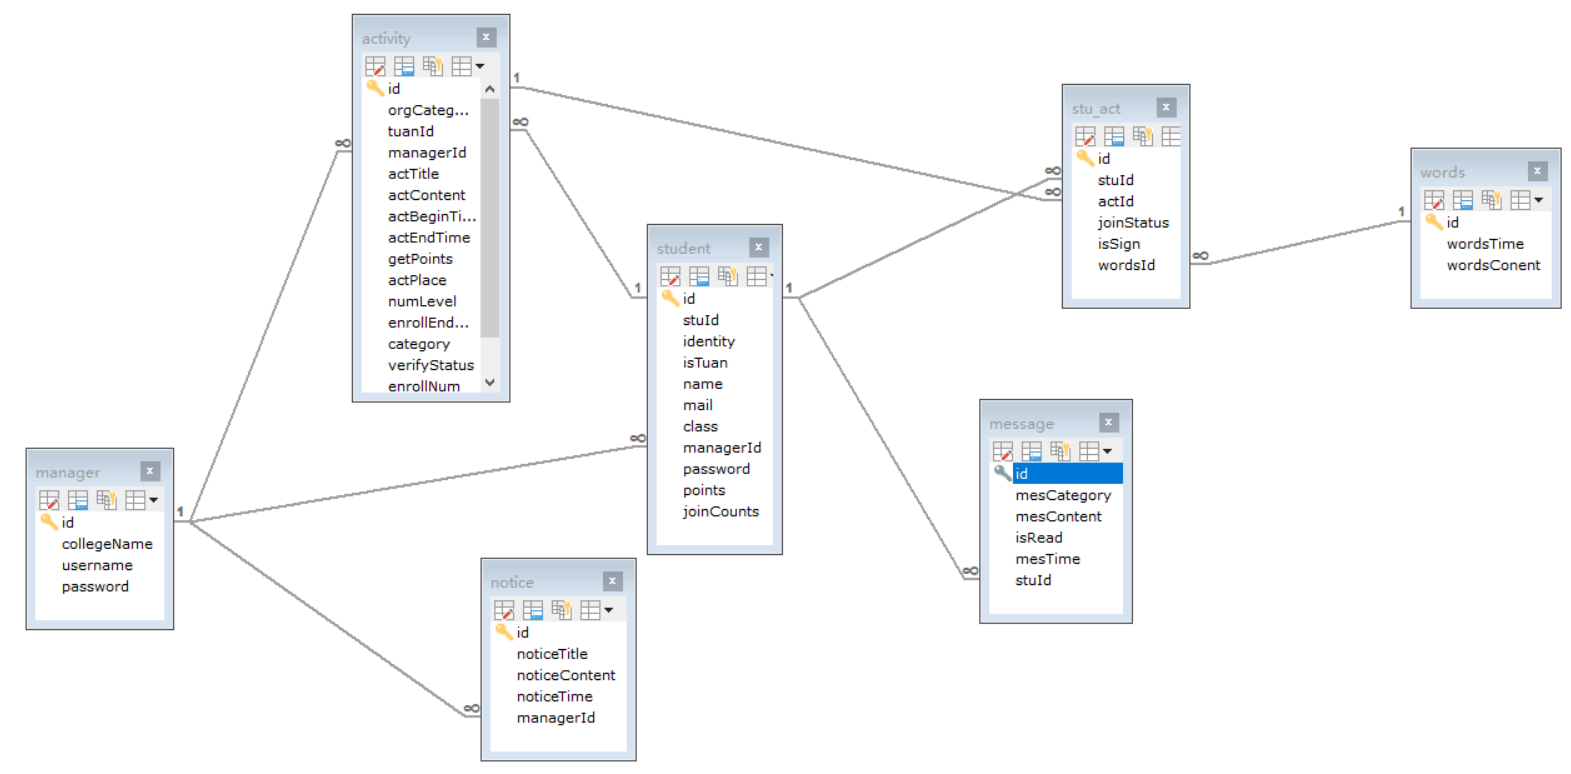 activity
id
orgCateg...
tuanId
managerId
actTitle
actContent
actBeginTi...
actEndTime
getPoints
actPlace
numLevel
enrollEnd...
category
verifyStatus
enrollNum
1
∞
∞
stu_act
id
stuId
actId
joinStatus
isSign
wordsId
∞
∞
∞
words
id
wordsTime
wordsConent
1
student
id
stuId
identity
isTuan
name
mail
class
managerId
password
points
joinCounts
1
1
∞
message
id
mesCategory
mesContent
isRead
mesTime
stuId
∞
manager
id
collegeName
username
password
1
notice
id
noticeTitle
noticeContent
noticeTime
managerId
∞